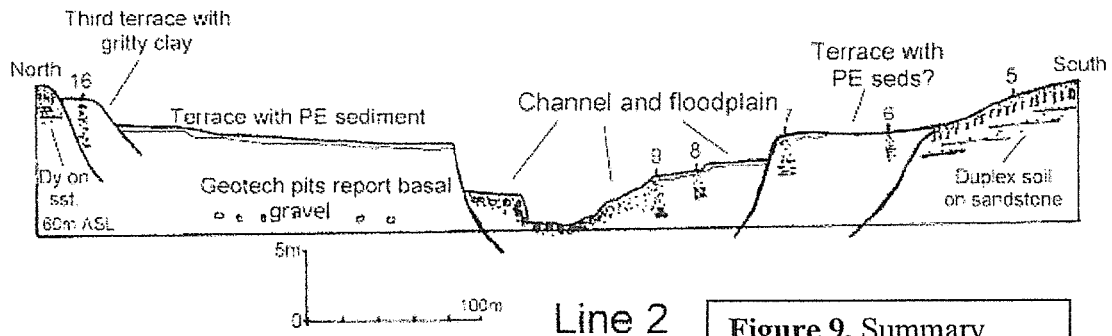 Third terrace with
gritty clay
North
16
Terrace with PE sediment
Channel and floodplain
Terrace with
PE seds?
5
South
7
6
9
8
Dy on
sst.
60m ASL
Geotech pits report basal
gravel
Duplex soil
on sandstone
5m
0
100m
Line 2
Figure 9. Summary